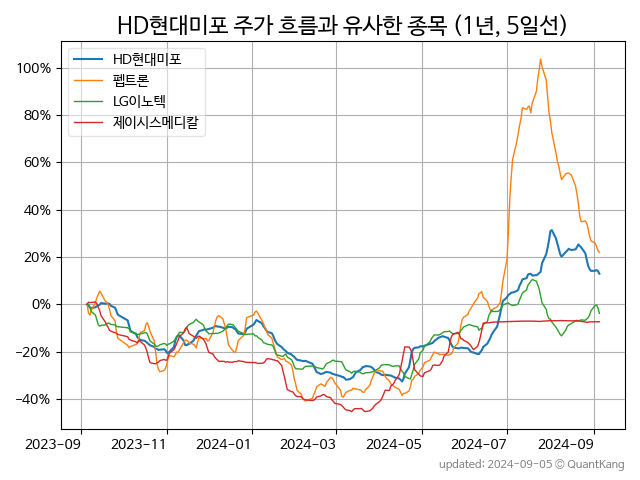 HD현대미포 주가 흐름과 유사한 종목 (1년, 5일선)
HD현대미포
펩트론
LG이노텍
제이시스메디칼
100%
80%
60%
40%
20%
0%
−20%
−40%
2023-09
2023-11
2024-01
2024-03
2024-05
2024-07
2024-09
updated: 2024-09-05 © QuantKang